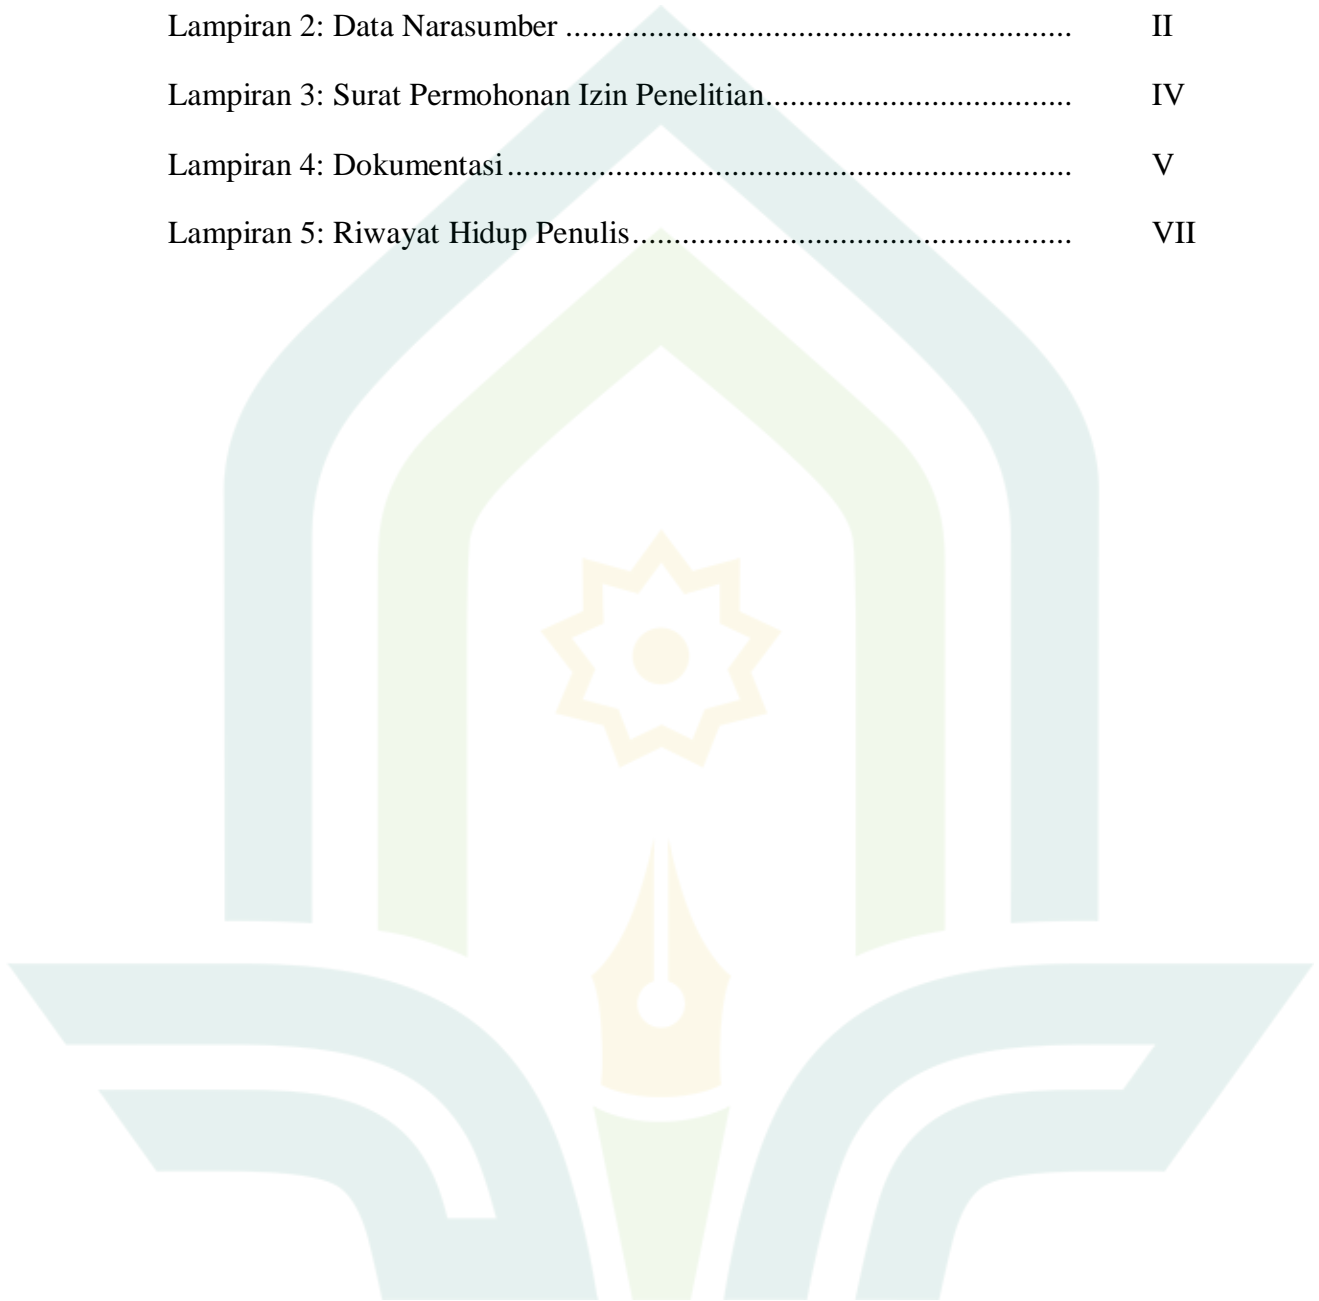 Lampiran 2: Data Narasumber ............................................................. II
Lampiran 3: Surat Permohonan Izin Penelitian..................................... IV
Lampiran 4: Dokumentasi.................................................................... V
Lampiran 5: Riwayat Hidup Penulis..................................................... VII